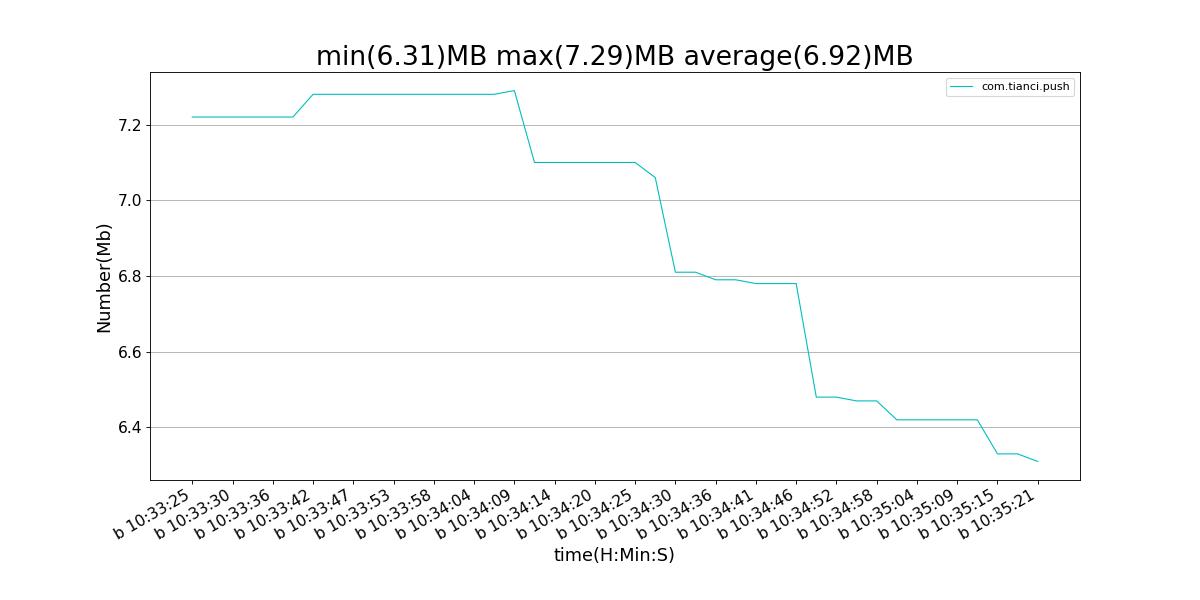 min(6.31)MB max(7.29)MB average(6.92)MB
com.tianci.push
7.2
7.0
6.8
6.6
6.4
Number(Mb)
b 10:33:25
b 10:33:30
b 10:33:36
b 10:33:42
b 10:33:47
b 10:33:53
b 10:33:58
b 10:34:04
b 10:34:09
b 10:34:14
b 10:34:20
b 10:34:25
b 10:34:30
b 10:34:36
b 10:34:41
b 10:34:46
b 10:34:52
b 10:34:58
b 10:35:04
b 10:35:09
b 10:35:15
b 10:35:21
time(H:Min:S)